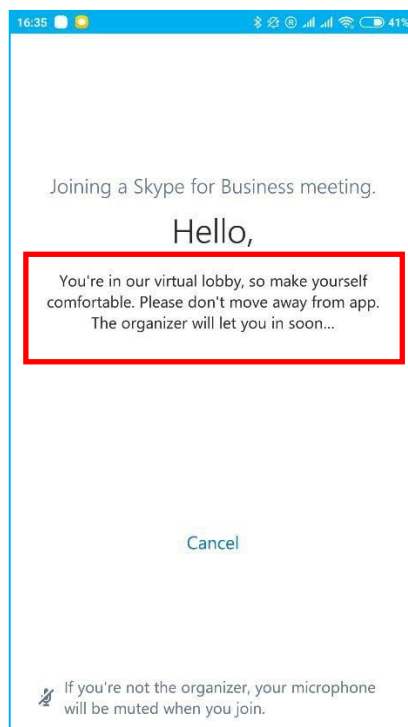 16:35
41%
Joining a Skype for Business meeting.
Hello,
You're in our virtual lobby, so make yourself
comfortable. Please don't move away from app.
The organizer will let you in soon...
Cancel
If you're not the organizer, your microphone
will be muted when you join.